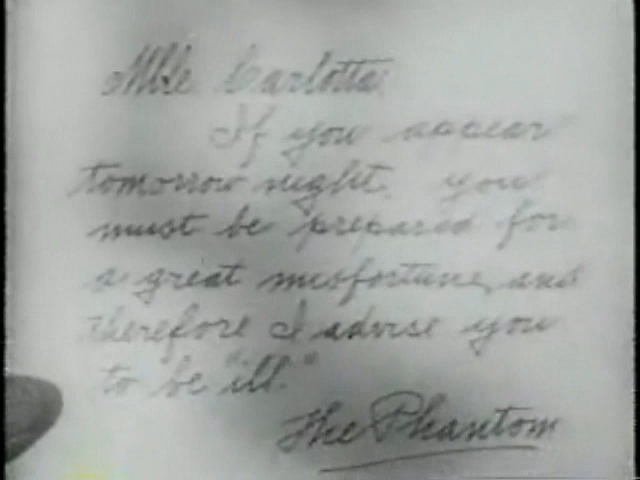 Mlle Carlotta
If you appear
tomorrow night, you
must be prepared for
a great misfortune, and
therefore I advise you
to be "ill."
The Phantom